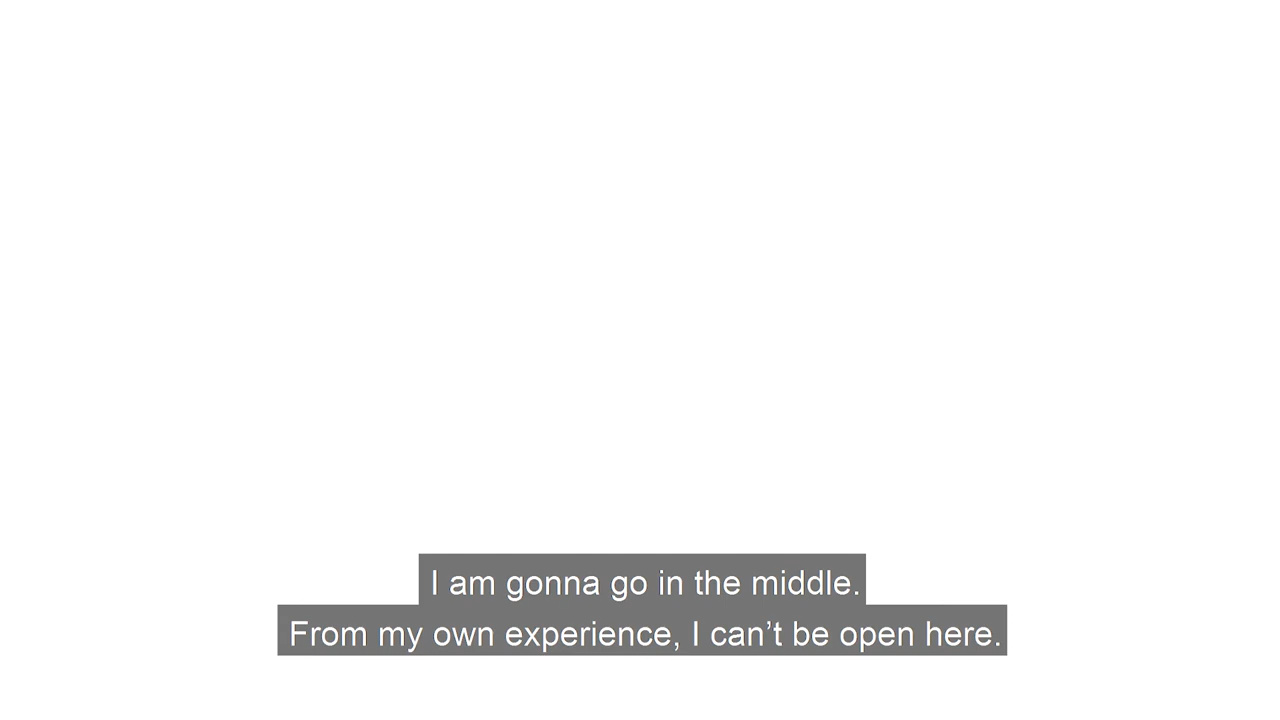 I am gonna go in the middle.
From my own experience, I can’t be open here.